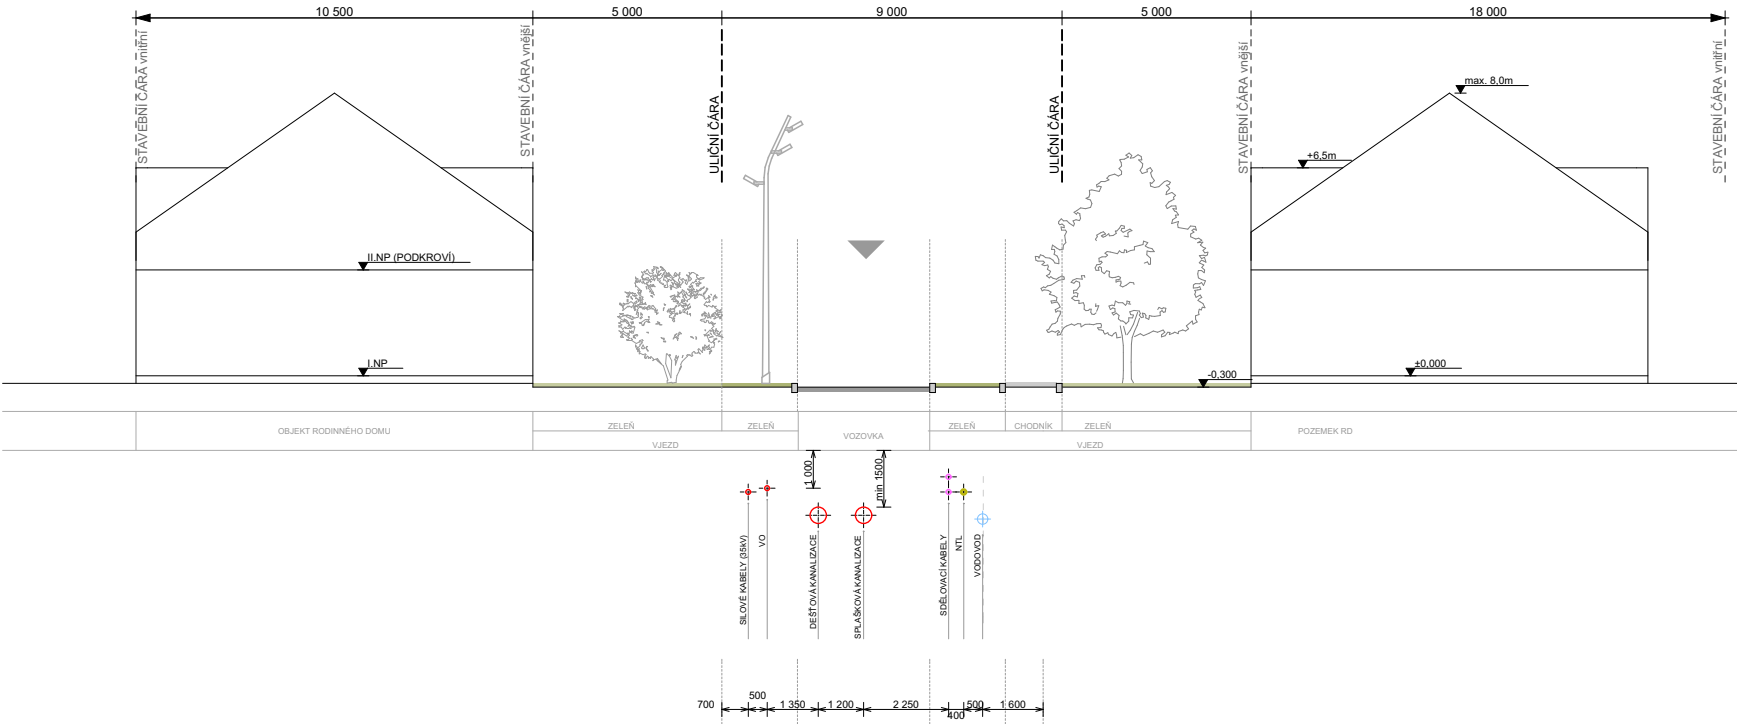 10 500
5 000
9 000
5 000
18 000
STAVEBNÍ ČÁRA vnitřní
STAVEBNÍ ČÁRA vnější
ULIČNÍ ČÁRA
ULIČNÍ ČÁRA
STAVEBNÍ ČÁRA vnější
STAVEBNÍ ČÁRA vnitřní
max. 8,0m
+6,5m
II.NP (PODKROVÍ)
I.NP
-0,300
±0,000
OBJEKT RODINNÉHO DOMU
ZELEŇ
ZELEŇ
VJEZD
VOZOVKA
ZELEŇ
CHODNÍK
ZELEŇ
VJEZD
POZEMEK RD
1 000
min 1500
SILOVÉ KABELY (35kV)
VO
DEŠŤOVÁ KANALIZACE
SPLAŠKOVÁ KANALIZACE
SDĚLOVACÍ KABELY
NTL
VODOVOD
700
500
1 350
1 200
2 250
400
500
1 600